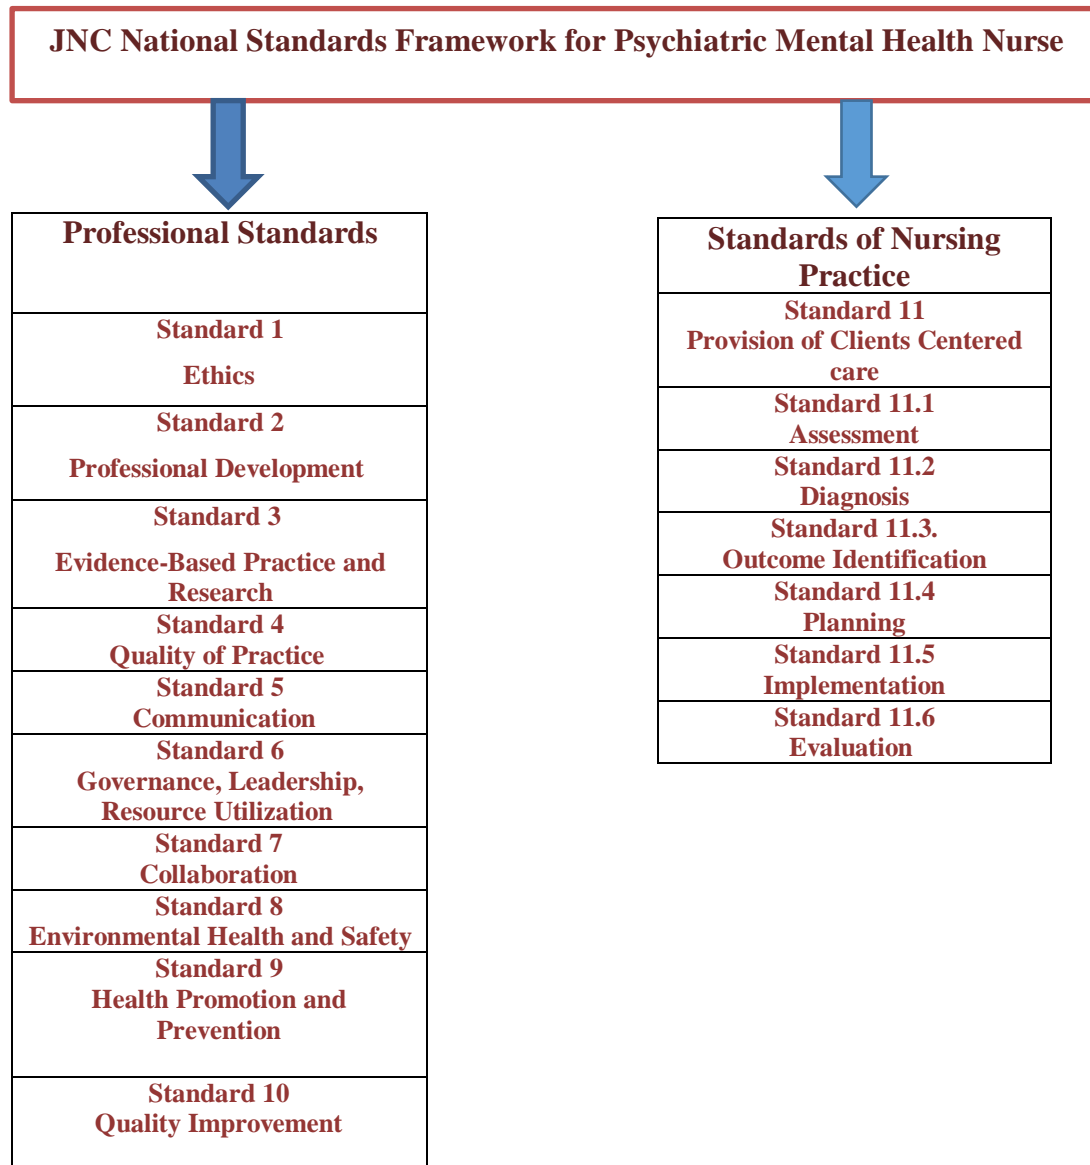 JNC National Standards Framework for Psychiatric Mental Health Nurse
Professional Standards
Standard 1
Ethics
Standard 2
Professional Development
Standard 3
Evidence-Based Practice and
Research
Standard 4
Quality of Practice
Standard 5
Communication
Standard 6
Governance, Leadership,
Resource Utilization
Standard 7
Collaboration
Standard 8
Environmental Health and Safety
Standard 9
Health Promotion and
Prevention
Standard 10
Quality Improvement
Standards of Nursing
Practice
Standard 11
Provision of Clients Centered
care
Standard 11.1
Assessment
Standard 11.2
Diagnosis
Standard 11.3.
Outcome Identification
Standard 11.4
Planning
Standard 11.5
Implementation
Standard 11.6
Evaluation